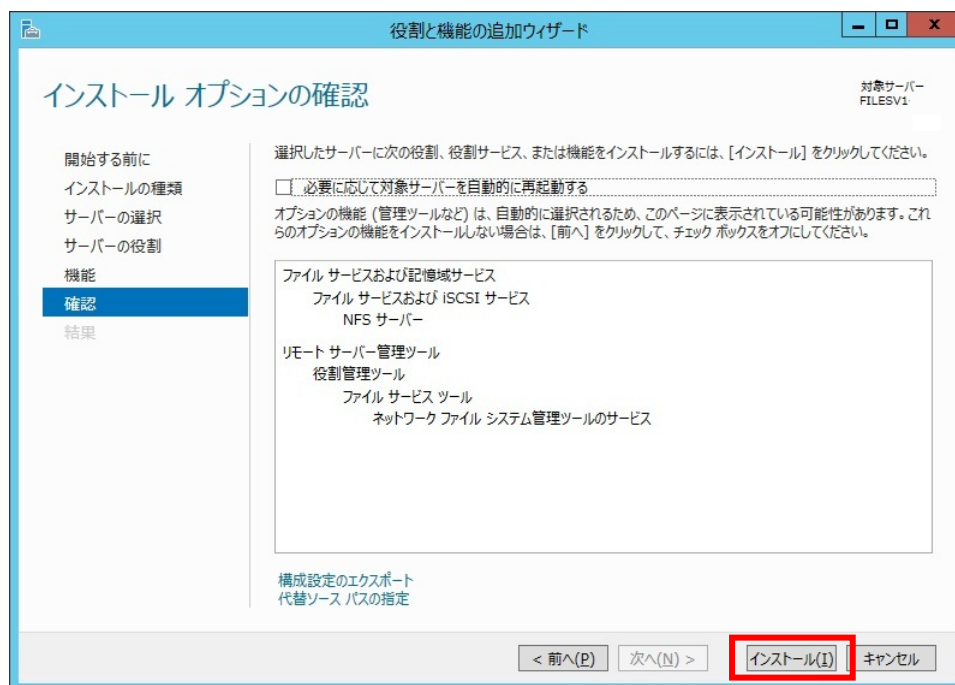 役割と機能の追加ウィザード
インストール オプションの確認
対象サーバー
FILESV1
開始する前に
インストールの種類
サーバーの選択
サーバーの役割
機能
確認
結果
選択したサーバーに次の役割、役割サービス、または機能をインストールするには、[インストール] をクリックしてください。
必要に応じて対象サーバーを自動的に再起動する
オプションの機能 (管理ツールなど) は、自動的に選択されるため、このページに表示されている可能性があります。これ
らのオプションの機能をインストールしない場合は、[前へ] をクリックして、チェック ボックスをオフにしてください。
ファイル サービスおよび記憶域サービス
ファイル サービスおよび iSCSI サービス
NFS サーバー
リモート サーバー管理ツール
役割管理ツール
ファイル サービス ツール
ネットワーク ファイル システム管理ツールのサービス
構成設定のエクスポート
代替ソース パスの指定
< 前へ(P) 次へ(N) > インストール(I) キャンセル